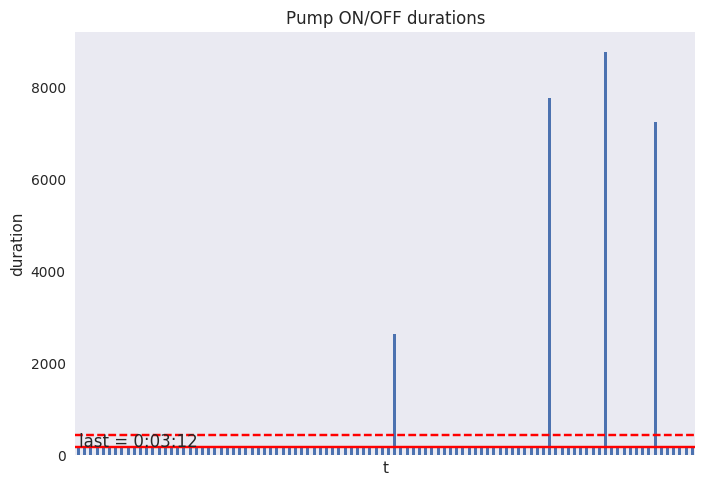 Pump ON/OFF durations
8000
6000
4000
2000
0
duration
last = 0:03:12
t